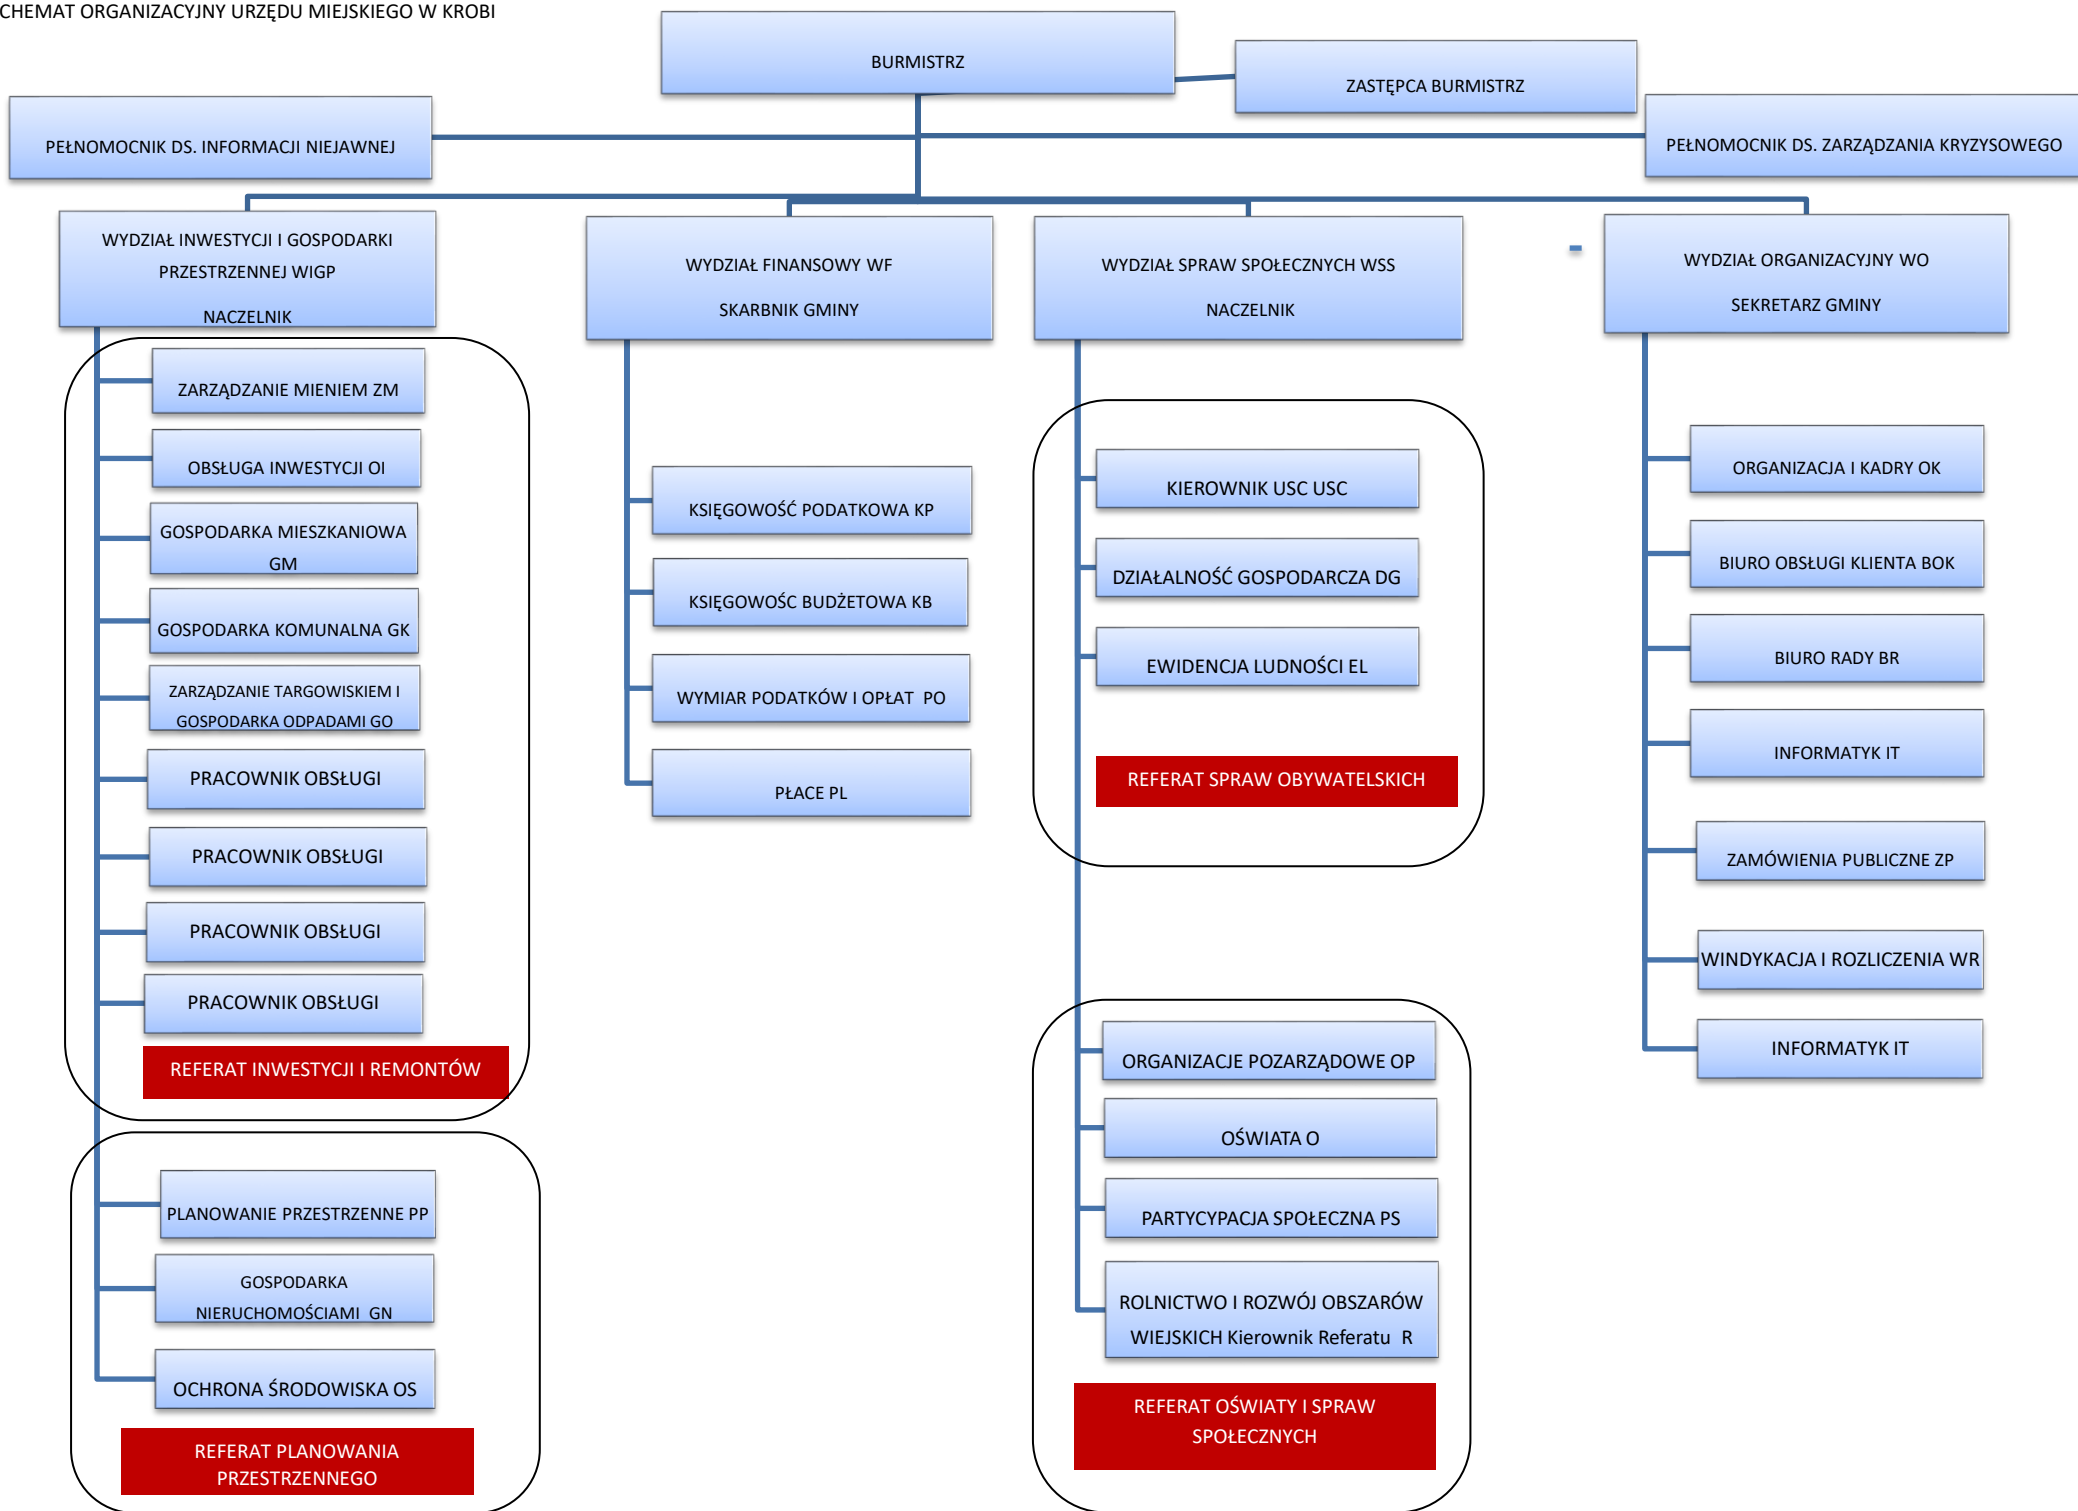 CHEMAT ORGANIZACYJNY URZĘDU MIEJSKIEGO W KROBI
BURMISTRZ
ZASTĘPCA BURMISTRZ
PEŁNOMOCNIK DS. INFORMACJI NIEJAWNEJ
PEŁNOMOCNIK DS. ZARZĄDZANIA KRYZYSOWEGO
WYDZIAŁ INWESTYCJI I GOSPODARKI
PRZESTRZENNEJ WIGP
NACZELNIK
WYDZIAŁ FINANSOWY WF
SKARBNIK GMINY
WYDZIAŁ SPRAW SPOŁECZNYCH WSS
NACZELNIK
WYDZIAŁ ORGANIZACYJNY WO
SEKRETARZ GMINY
ZARZĄDZANIE MIENIEM ZM
OBSŁUGA INWESTYCJI OI
GOSPODARKA MIESZKANIOWA
GM
GOSPODARKA KOMUNALNA GK
ZARZĄDZANIE TARGOWISKIEM I
GOSPODARKA ODPADAMI GO
PRACOWNIK OBSŁUGI
PRACOWNIK OBSŁUGI
PRACOWNIK OBSŁUGI
PRACOWNIK OBSŁUGI
REFERAT INWESTYCJI I REMONTÓW
PLANOWANIE PRZESTRZENNE PP
GOSPODARKA
NIERUCHOMOŚCIAMI GN
OCHRONA ŚRODOWISKA OS
REFERAT PLANOWANIA
PRZESTRZENNEGO
KSIĘGOWOŚĆ PODATKOWA KP
KSIĘGOWOŚC BUDŻETOWA KB
WYMIAR PODATKÓW I OPŁAT PO
PŁACE PL
KIEROWNIK USC USC
DZIAŁALNOŚĆ GOSPODARCZA DG
EWIDENCJA LUDNOŚCI EL
REFERAT SPRAW OBYWATELSKICH
ORGANIZACJE POZARZĄDOWE OP
OŚWIATA O
PARTYCYPACJA SPOŁECZNA PS
ROLNICTWO I ROZWÓJ OBSZARÓW
WIEJSKICH Kierownik Referatu R
REFERAT OŚWIATY I SPRAW
SPOŁECZNYCH
ORGANIZACJA I KADRY OK
BIURO OBSŁUGI KLIENTA BOK
BIURO RADY BR
INFORMATYK IT
ZAMÓWIENIA PUBLICZNE ZP
WINDYKACJA I ROZLICZENIA WR
INFORMATYK IT